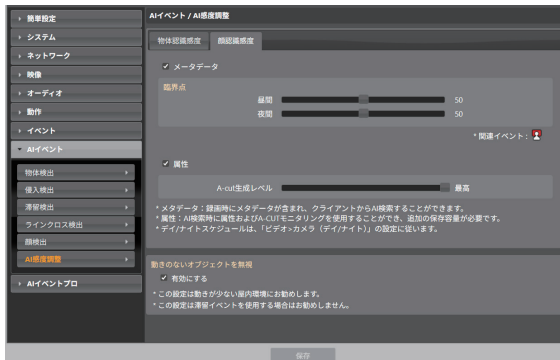 簡単設定
システム
ネットワーク
映像
オーディオ
動作
イベント
AIイベント
物体検出
侵入検出
滞留検出
ラインクロス検出
顔検出
AI感度調整
AIイベントプロ
AIイベント / AI感度調整
物体認識感度 顔認識感度
メータデータ
臨界点
昼間 50
夜間 50
* 関連イベント :
属性
A-cut生成レベル 最高
* メタデータ : 録画時にメタデータが含まれ、クライアントからAI検索することができます。
* 属性 : AI検索時に属性およびA-CUTモニタリングを使用することができ、追加の保存容量が必要です。
* デイ/ナイトスケジュールは、「ビデオ>カメラ（デイ/ナイト）」の設定に従います。
動きのないオブジェクトを無視
有効にする
* この設定は動きが少ない屋内環境にお勧めします。
* この設定は滞留イベントを使用する場合はお勧めしません。
保存